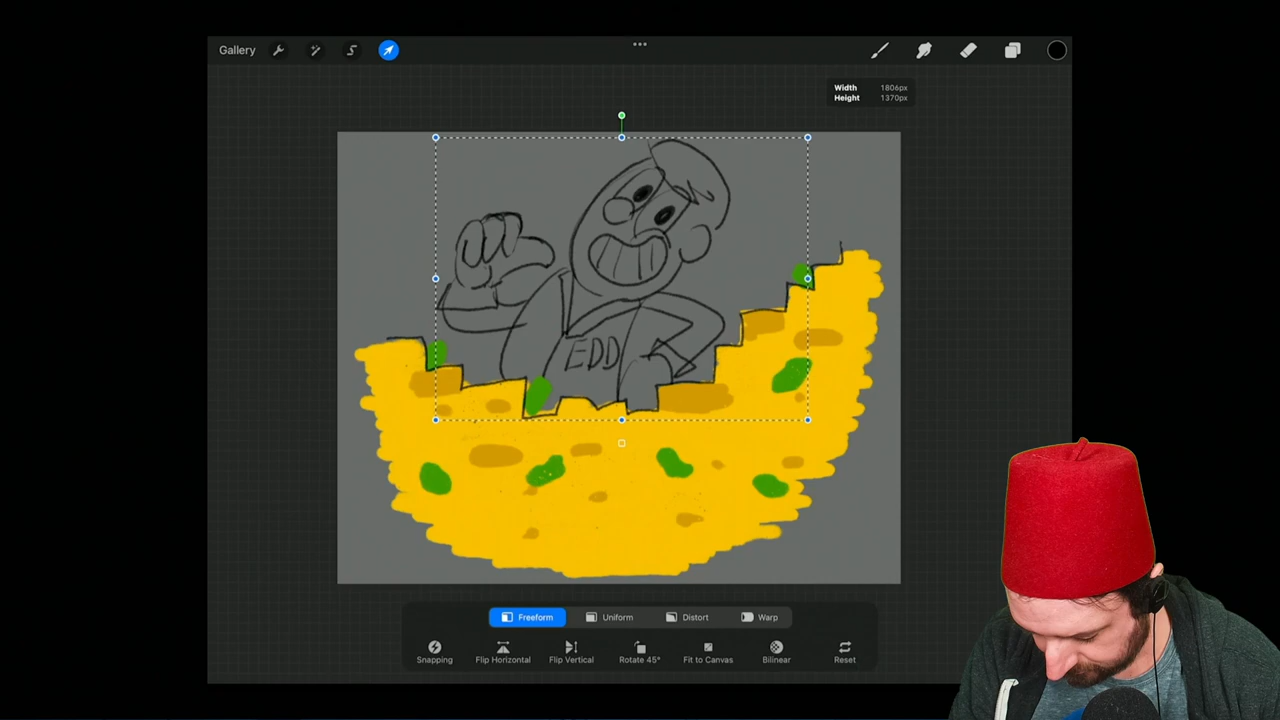 Gallery
Width 1806px
Height 1370px
EDD
Freeform Uniform Distort Warp
Snapping Flip Horizontal Flip Vertical Rotate 45° Fit to Canvas Bilinear Reset